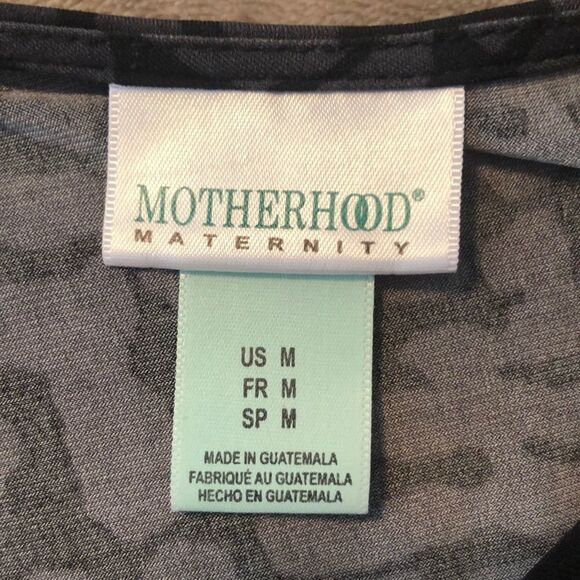 MOTHERHOOD®
MATERNITY
US M
FR M
SP M
MADE IN GUATEMALA
FABRIQUÉ AU GUATEMALA
HECHO EN GUATEMALA